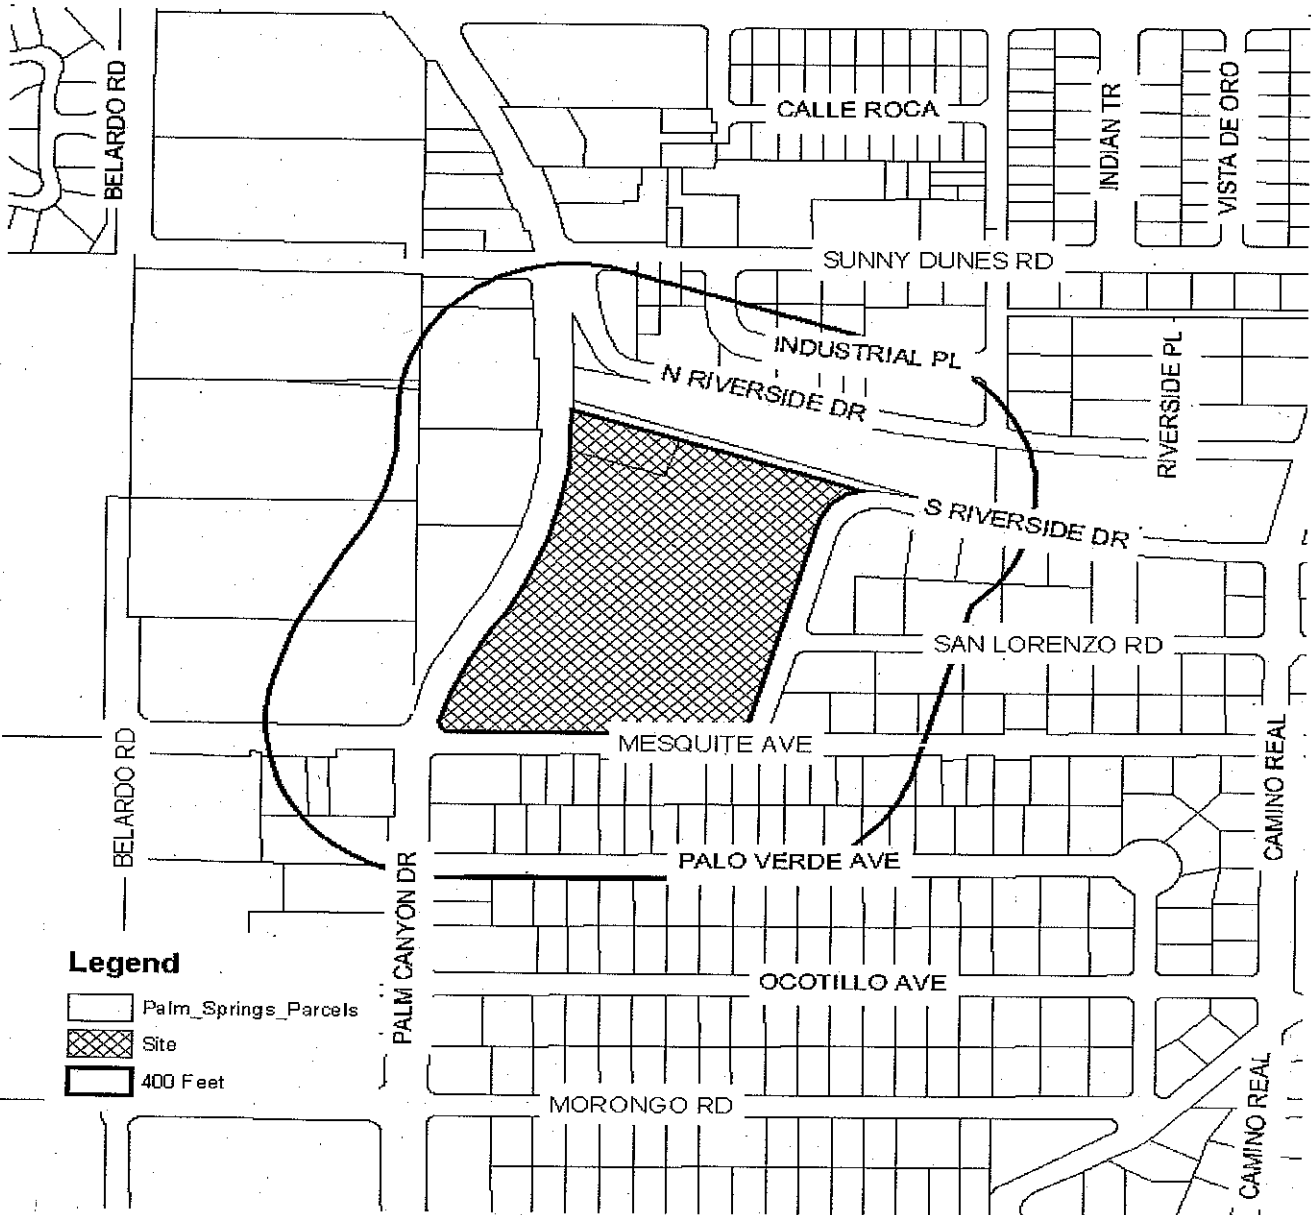 BELARDO RD
CALLE ROCA
INDIAN TR
VISTA DE ORO
SUNNY DUNES RD
INDUSTRIAL PL
N RIVERSIDE DR
RIVERSIDE PL
S RIVERSIDE DR
SAN LORENZO RD
MESQUITE AVE
BELARDO RD
CAMINO REAL
PALO VERDE AVE
PALM CANYON DR
OCOTILLO AVE
MORONGO RD
CAMINO REAL
Legend
Palm_Springs_Parcels
Site
400 Feet